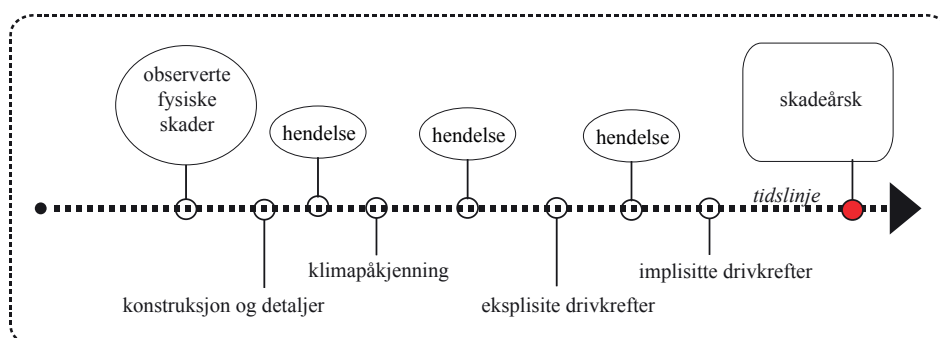 observerte
fysiske
skader
hendelse
hendelse
hendelse
skadeårsk
tidslinje
klimapåkjenning
implisitte drivkrefter
konstruksjon og detaljer
eksplisite drivkrefter